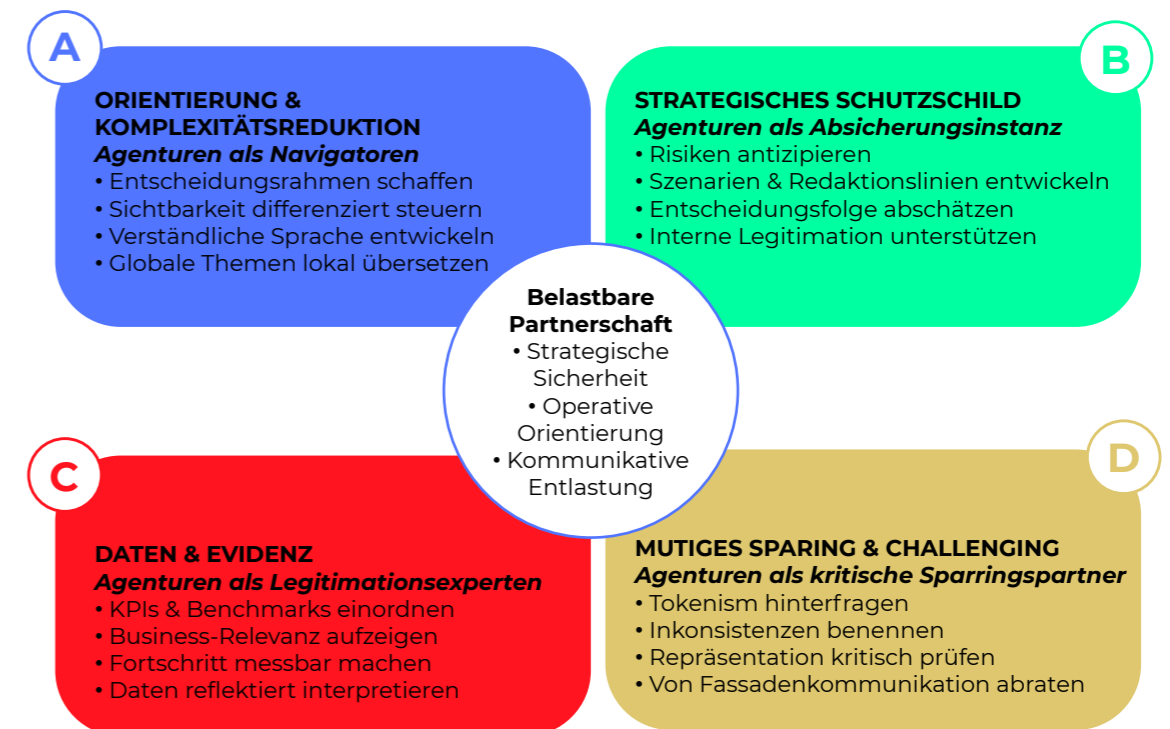 A
ORIENTIERUNG &
KOMPLEXITÄTSREDUKTION
Agenturen als Navigatoren
• Entscheidungsrahmen schaffen
• Sichtbarkeit differenziert steuern
• Verständliche Sprache entwickeln
• Globale Themen lokal übersetzen
B
STRATEGISCHES SCHUTZSCHILD
Agenturen als Absicherungsinstanz
• Risiken antizipieren
• Szenarien & Redaktionslinien entwickeln
• Entscheidungsfolge abschätzen
• Interne Legitimation unterstützen
Belastbare
Partnerschaft
• Strategische
Sicherheit
• Operative
Orientierung
• Kommunikative
Entlastung
C
DATEN & EVIDENZ
Agenturen als Legitimationsexperten
• KPIs & Benchmarks einordnen
• Business-Relevanz aufzeigen
• Fortschritt messbar machen
• Daten reflektiert interpretieren
D
MUTIGES SPARING & CHALLENGING
Agenturen als kritische Sparringspartner
• Tokenism hinterfragen
• Inkonsistenzen benennen
• Repräsentation kritisch prüfen
• Von Fassadenkommunikation abraten